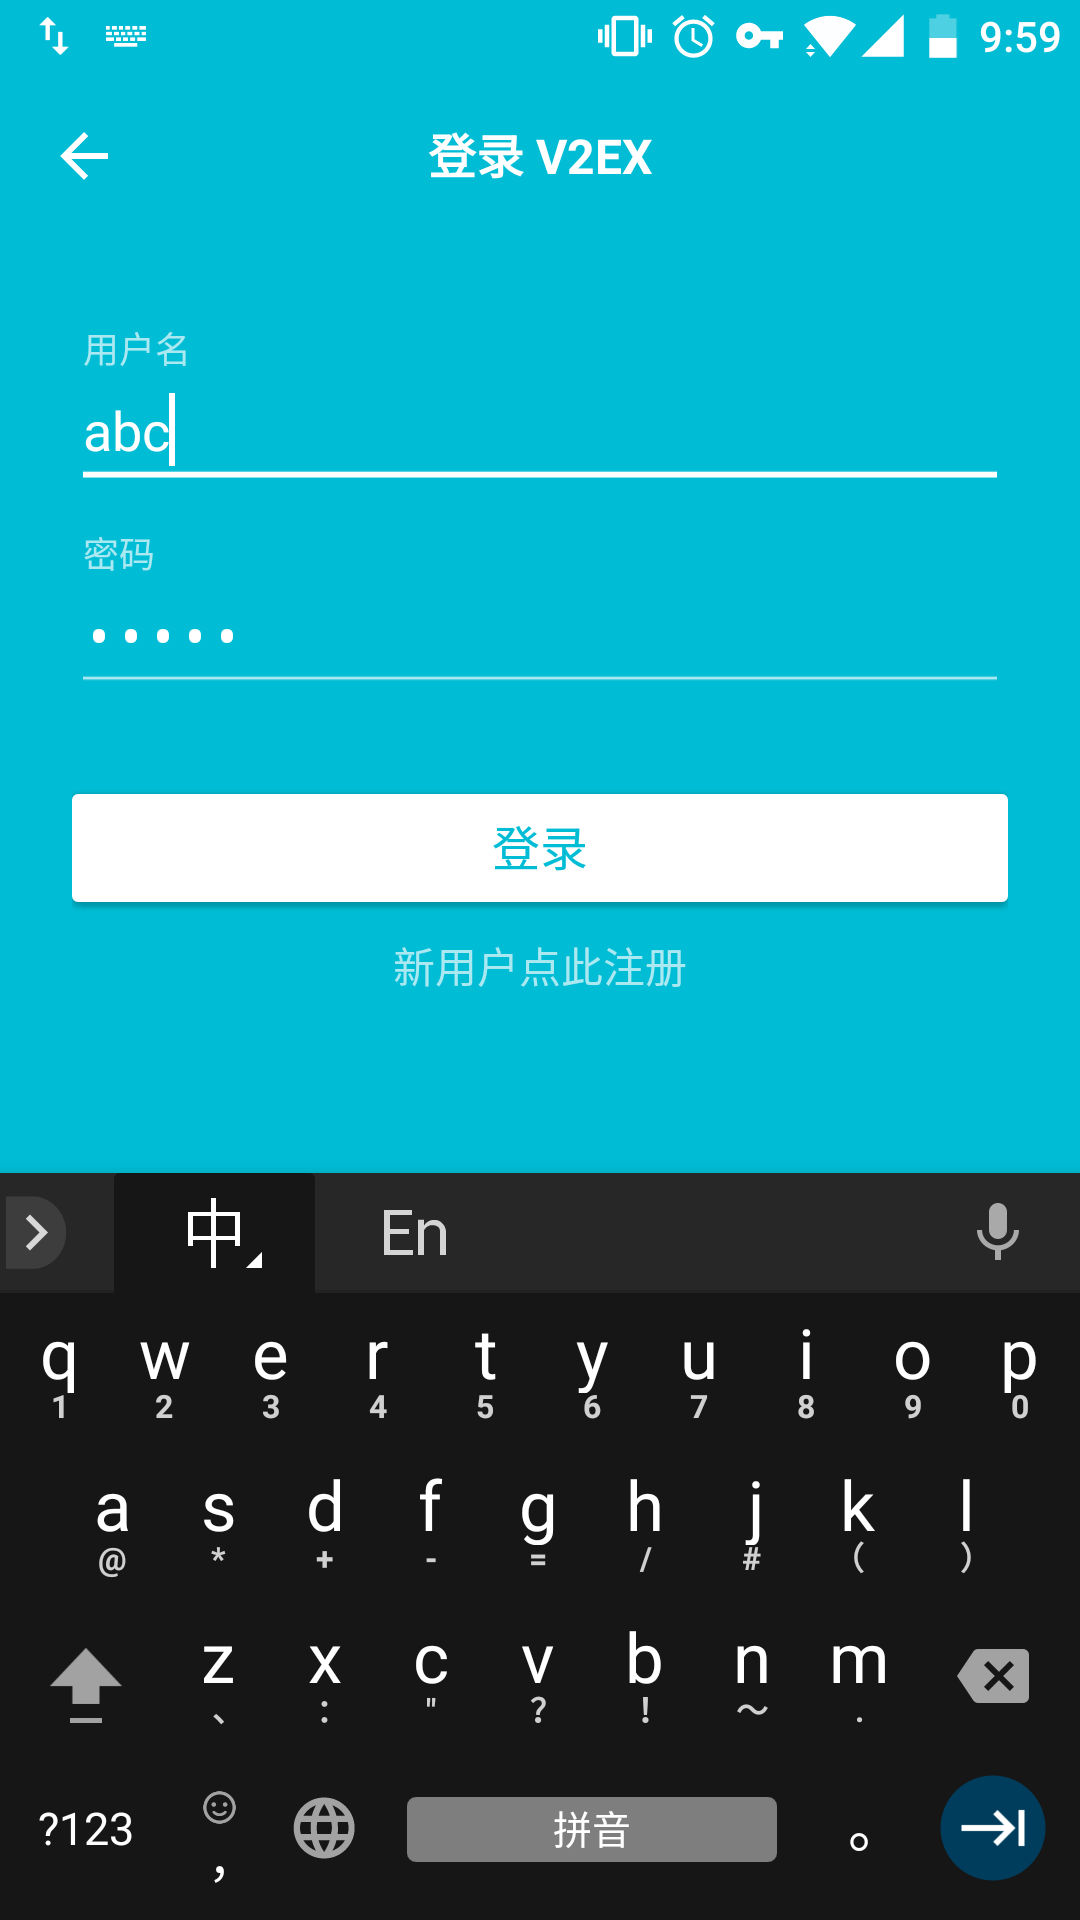 9:59
登录 V2EX
用户名
abc
密码
•••••
登录
新用户点此注册
中 En
q w e r t y u i o p
1 2 3 4 5 6 7 8 9 0
a s d f g h j k l
@ * + - = / # ( )
z x c v b n m
、 : " ? ! ～ .
?123 , 拼音 。